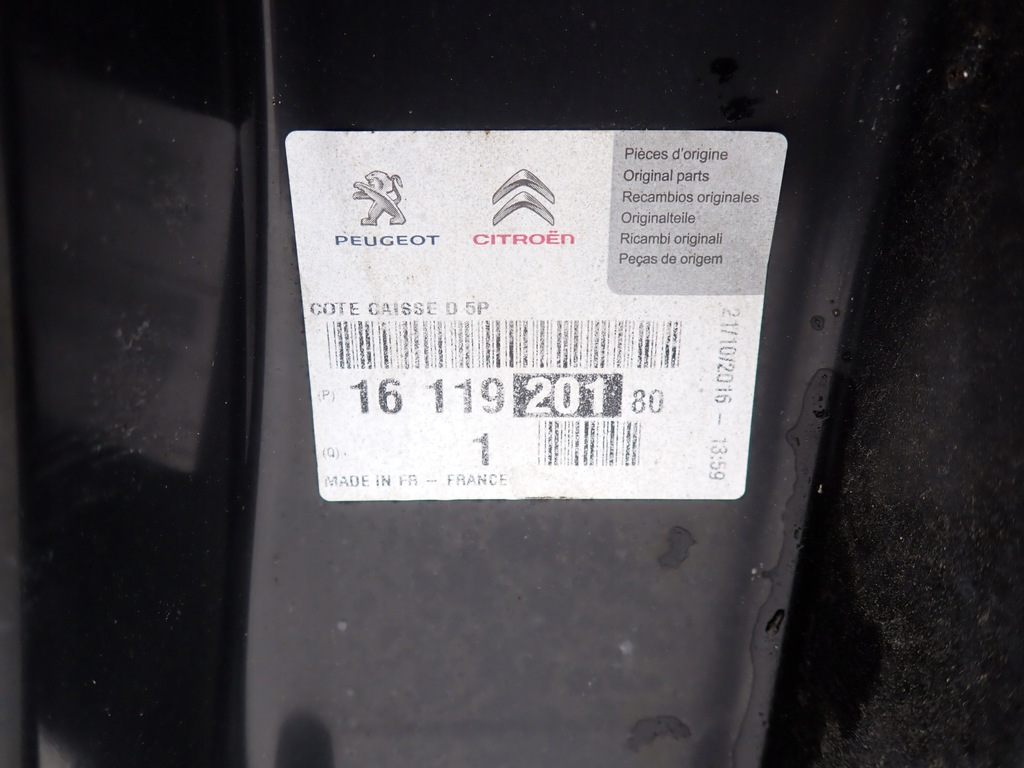 PEUGEOT
CITROËN
Pièces d'origine
Original parts
Recambios originales
Originalteile
Ricambi originali
Peças de origem
COTE CAISSE D 5P
(P) 16 119 201 80
(Q) 1
MADE IN FR - FRANCE
21/10/2016 - 13:59